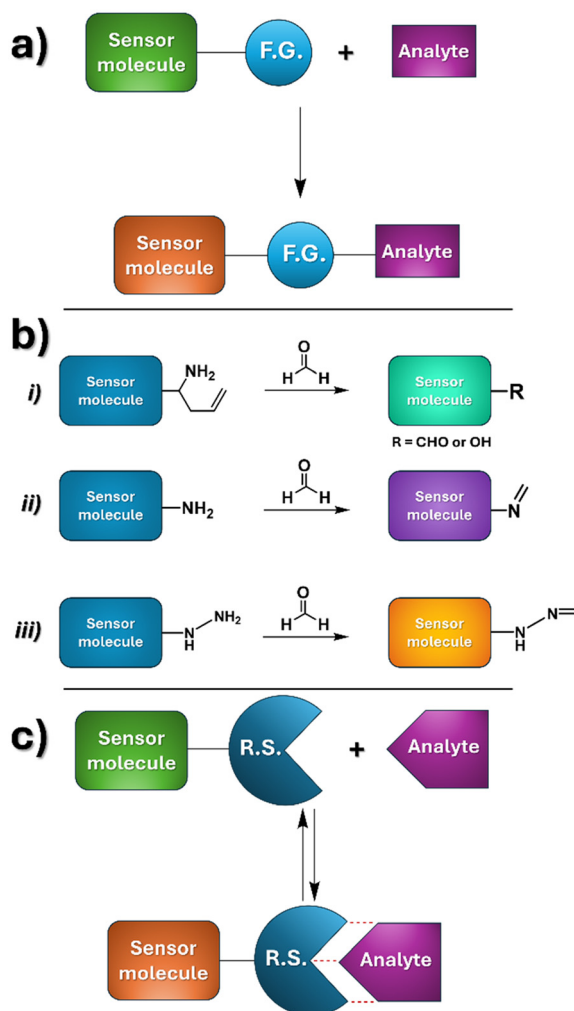 a)
Sensor
molecule
F.G.
+
Analyte
Sensor
molecule
F.G.
Analyte
b)
i)
Sensor
molecule
NH₂
O
H H
Sensor
molecule
R
R = CHO or OH
ii)
Sensor
molecule
NH₂
O
H H
Sensor
molecule
N
iii)
Sensor
molecule
N
H
NH₂
O
H H
Sensor
molecule
N
H
N
c)
Sensor
molecule
R.S.
+
Analyte
Sensor
molecule
R.S.
Analyte